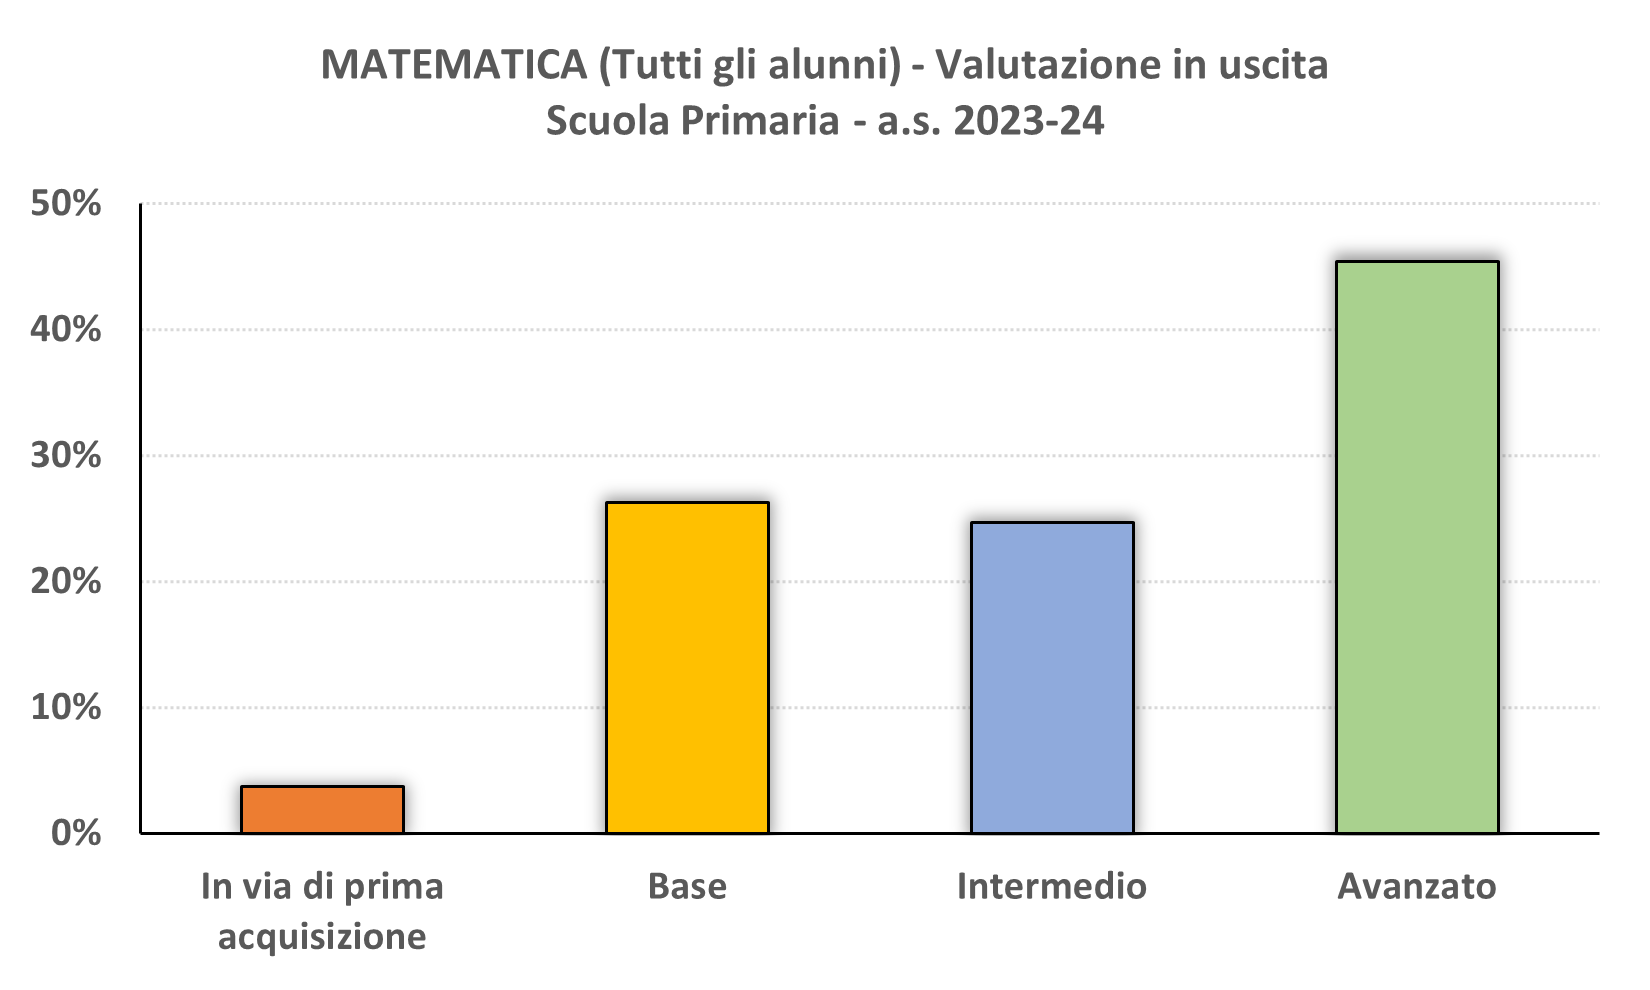 MATEMATICA (Tutti gli alunni) - Valutazione in uscita
Scuola Primaria - a.s. 2023-24
50%
40%
30%
20%
10%
0%
In via di prima
acquisizione
Base
Intermedio
Avanzato